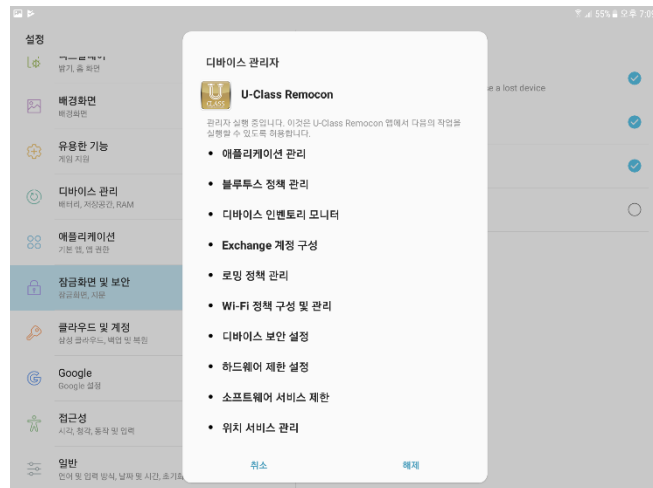 55% 오후 7:0
설정
밝기, 홈 화면
배경화면
배경화면
유용한 기능
게임 지원
디바이스 관리
배터리, 저장공간, RAM
애플리케이션
기본 앱, 앱 권한
잠금화면 및 보안
잠금화면, 지문
클라우드 및 계정
삼성 클라우드, 백업 및 복원
Google
Google 설정
접근성
시각, 청각, 동작 및 입력
일반
언어 및 입력 방식, 날짜 및 시간, 초기화
디바이스 관리자
U CLASS
U-Class Remocon
관리자 실행 중입니다. 이것은 U-Class Remocon 앱에서 다음의 작업을
실행할 수 있도록 허용합니다.
• 애플리케이션 관리
• 블루투스 정책 관리
• 디바이스 인벤토리 모니터
• Exchange 계정 구성
• 로밍 정책 관리
• Wi-Fi 정책 구성 및 관리
• 디바이스 보안 설정
• 하드웨어 제한 설정
• 소프트웨어 서비스 제한
• 위치 서비스 관리
취소 해제
e a lost device